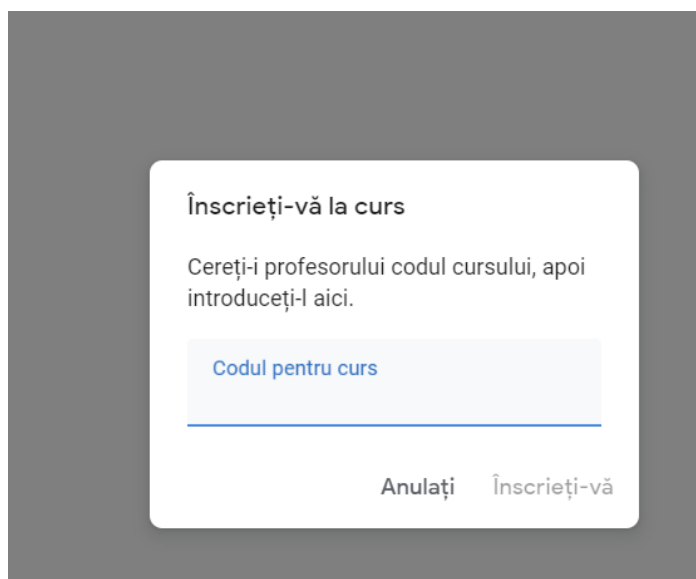 Înscrieți-vă la curs
Cereți-i profesorului codul cursului, apoi
introduceți-l aici.
Codul pentru curs
Anulați Înscrieți-vă